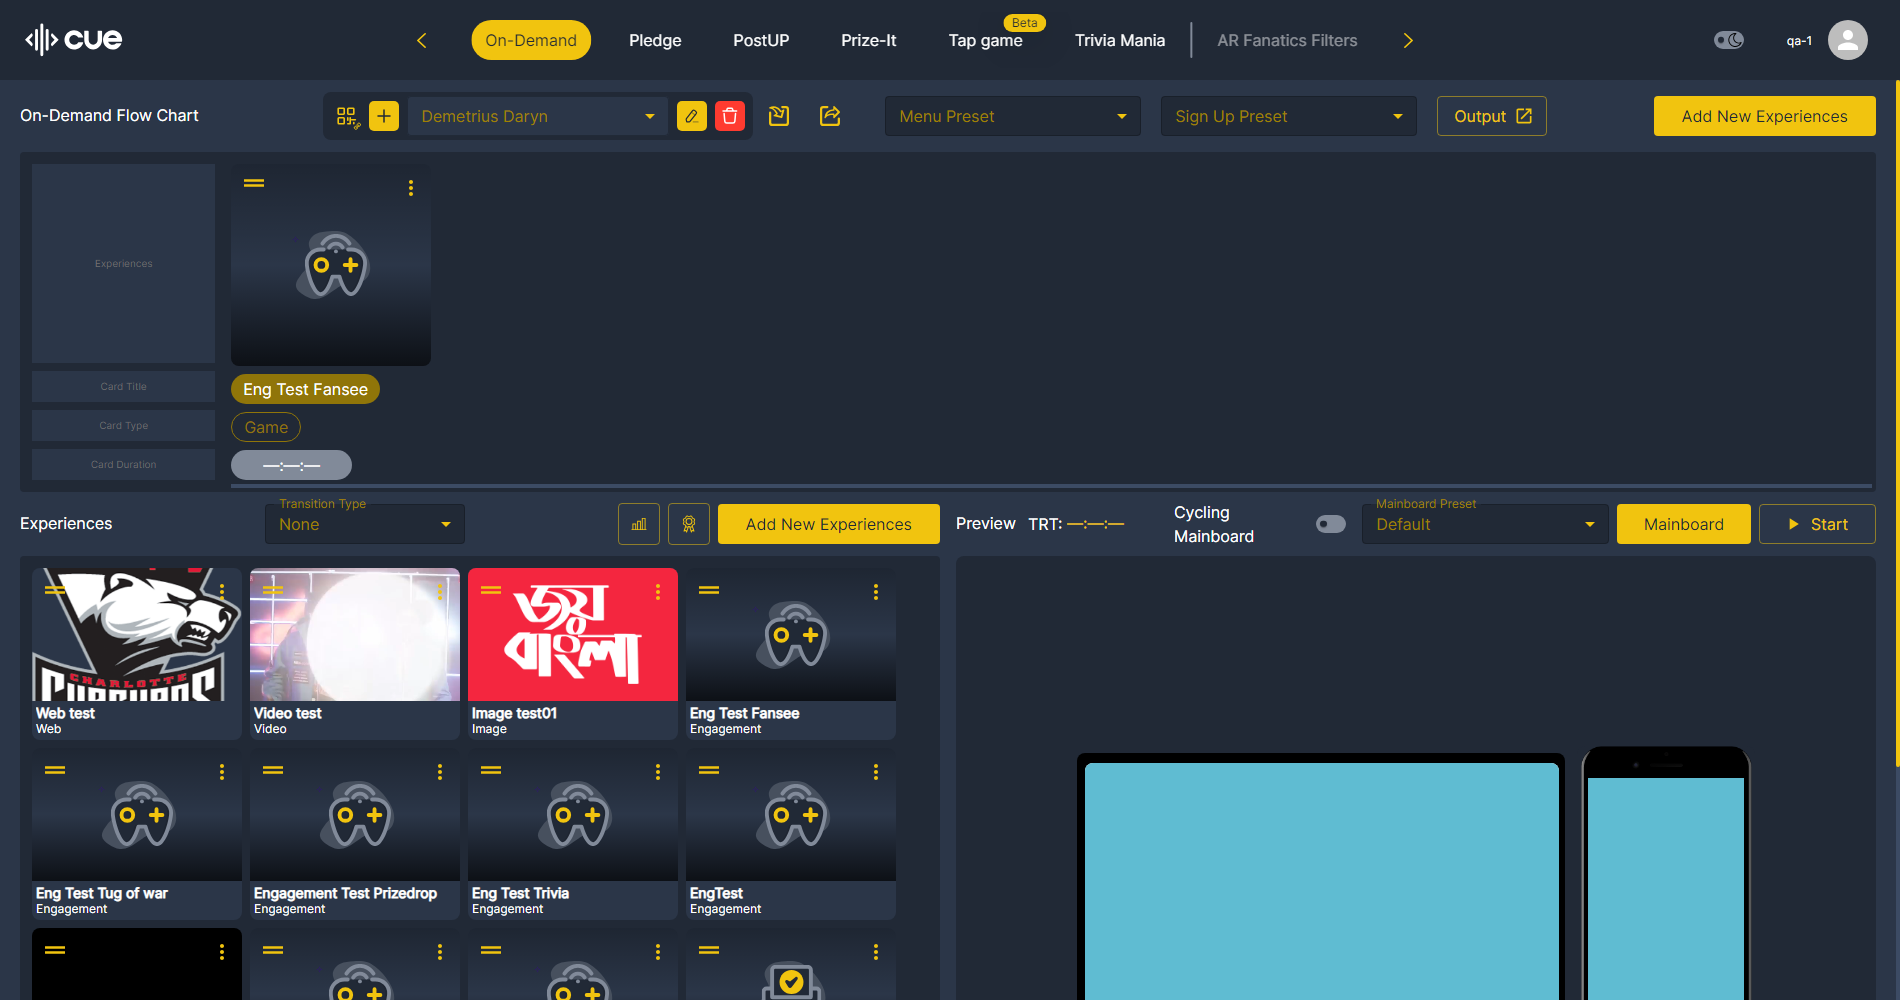 cue
On-Demand
Pledge
PostUP
Prize-It
Tap game
Beta
Trivia Mania
AR Fanatics Filters
qa-1
On-Demand Flow Chart
Demetrius Daryn
Menu Preset
Sign Up Preset
Output
Add New Experiences
Experiences
Card Title
Card Type
Card Duration
Eng Test Fansee
Game
—:—:—
Experiences
Transition Type
None
Add New Experiences
Preview
TRT: —:—:—
Cycling
Mainboard
Mainboard Preset
Default
Mainboard
Start
CHARLOTTE
Web test
Web
Video test
Video
জয়
বাংলা
Image test01
Image
Eng Test Fansee
Engagement
Eng Test Tug of war
Engagement
Engagement Test Prizedrop
Engagement
Eng Test Trivia
Engagement
EngTest
Engagement